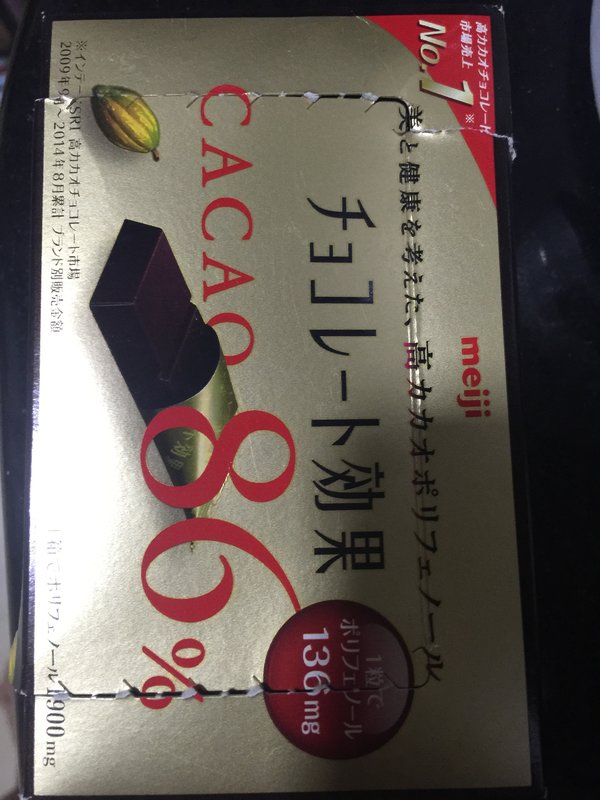 高カカオチョコレート
市場売上
No.1※
meiji
美と健康を考えた、高カカオポリフェノール
チョコレート効果
CACAO 86%
1粒で
ポリフェノール
136mg
※インテージSRI 高カカオチョコレート市場
2009年9月〜2014年8月累計 ブランド別販売金額
1箱でポリフェノール1900mg